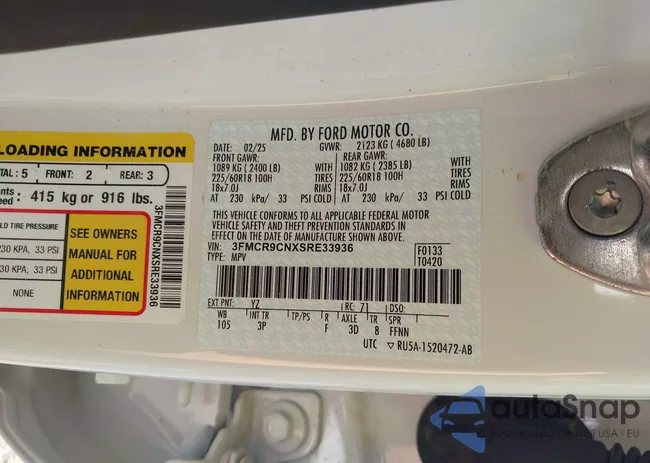 LOADING INFORMATION
TAL: 5 FRONT: 2 REAR: 3
415 kg or 916 lbs.
TIRE PRESSURE
230 KPA, 33 PSI
230 KPA, 33 PSI
NONE
SEE OWNERS
MANUAL FOR
ADDITIONAL
INFORMATION
3FMCR9CNXSRE33936
MFD. BY FORD MOTOR CO.
DATE: 02/25 GVWR: 2123 KG ( 4680 LB)
FRONT GAWR: REAR GAWR:
1089 KG ( 2400 LB) 1082 KG ( 2385 LB)
225/60R18 100H TIRES 225/60R18 100H TIRES
18x7.0J RIMS 18x7.0J RIMS
AT 230 kPa/ 33 PSI COLD AT 230 kPa/ 33 PSI COLD
THIS VEHICLE CONFORMS TO ALL APPLICABLE FEDERAL MOTOR
VEHICLE SAFETY AND THEFT PREVENTION STANDARDS IN
EFFECT ON THE DATE OF MANUFACTURE SHOWN ABOVE.
VIN: 3FMCR9CNXSRE33936 F0133
TYPE: MPV T0420
EXT PNT: YZ RC: 71 DSO:
WB INT TR TP/PS R AXLE TR SPR
105 3P F 3D 8 FFNN
UTC ▽ RU5A-1520472-AB
autoSnap